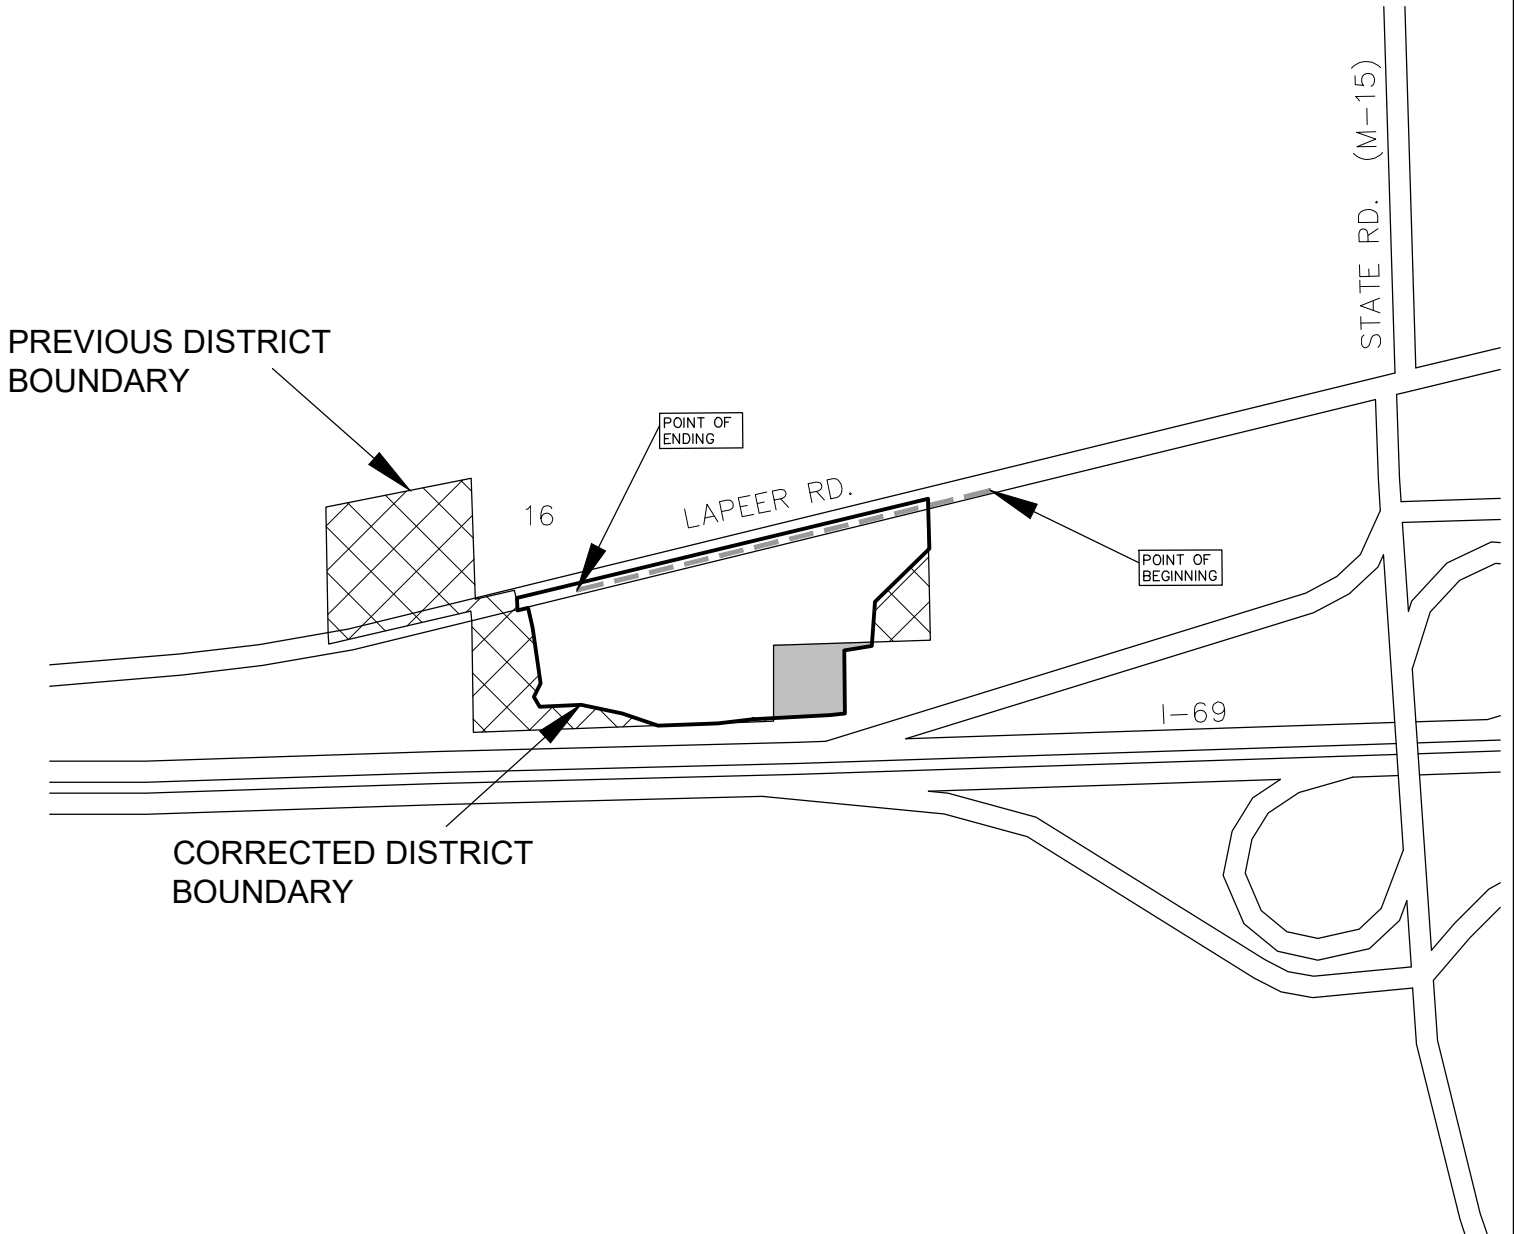 STATE RD. (M-15)
PREVIOUS DISTRICT
BOUNDARY
POINT OF
ENDING
16
LAPEER RD.
POINT OF
BEGINNING
I-69
CORRECTED DISTRICT
BOUNDARY